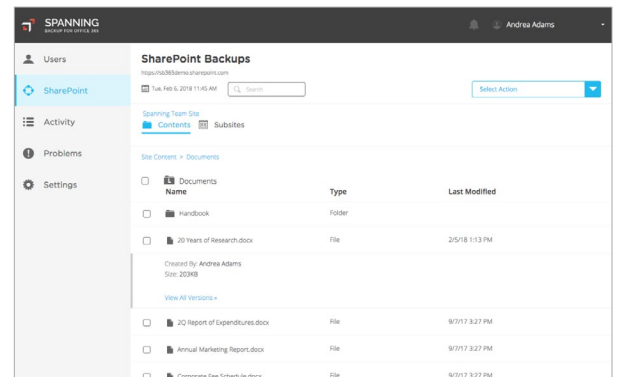 SPANNING
BACKUP FOR OFFICE 365
Andrea Adams
Users
SharePoint
Activity
Problems
Settings
SharePoint Backups
https://sb365demo.sharepoint.com
Tue, Feb 6, 2018 11:45 AM
Search
Select Action
Spanning Team Site
Contents
Subsites
Site Content > Documents
Documents
Name Type Last Modified
Handbook Folder
20 Years of Research.docx File 2/5/18 1:13 PM
Created By: Andrea Adams
Size: 203KB
View All Versions »
2Q Report of Expenditures.docx File 9/7/17 3:27 PM
Annual Marketing Report.docx File 9/7/17 3:27 PM
Corporate Fee Schedule.docx File 9/7/17 3:27 PM